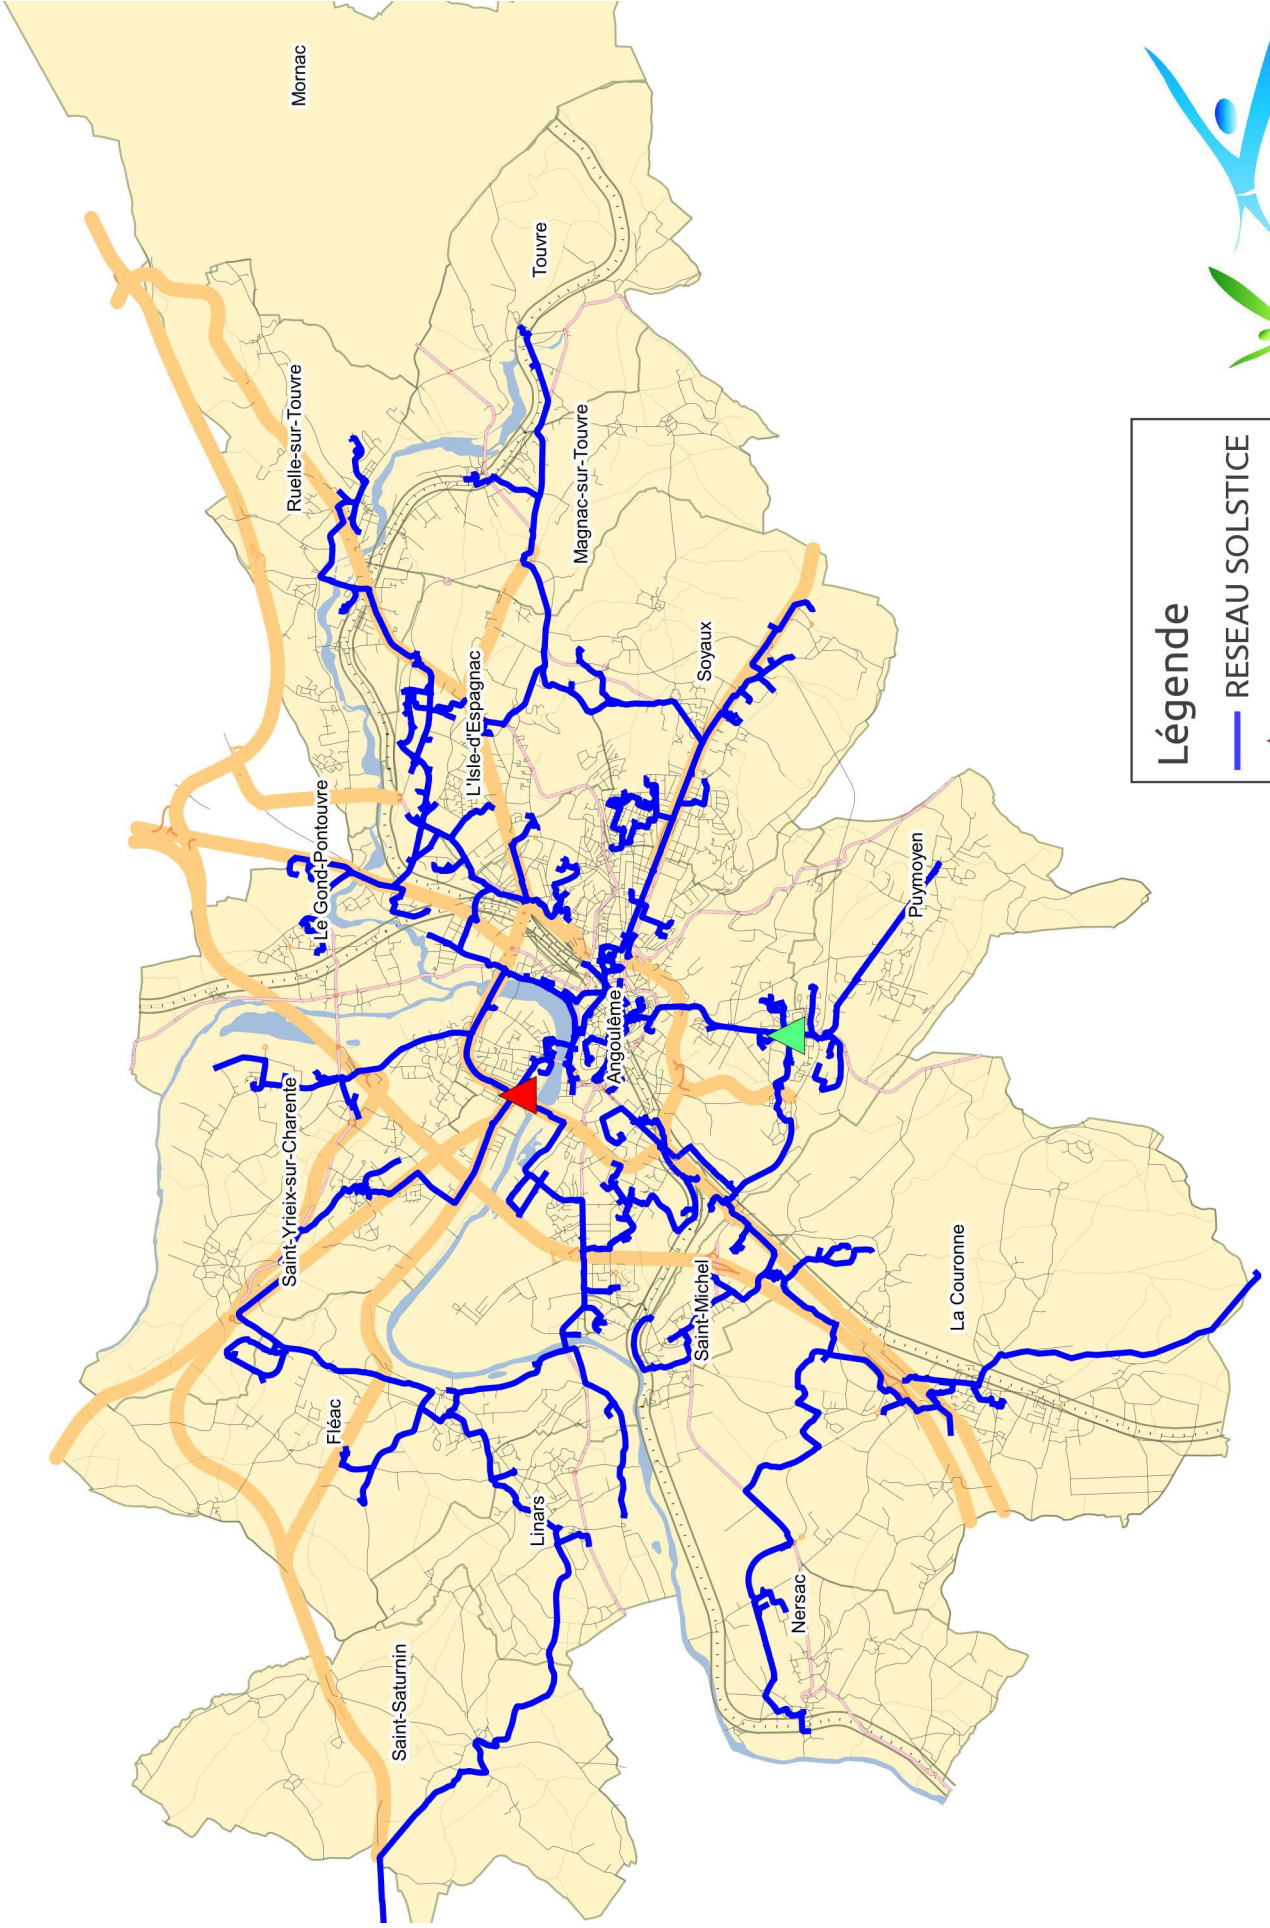 Mornac
Touvre
Ruelle-sur-Touvre
Magnac-sur-Touvre
Soyaux
L'Isle-d'Espagnac
Le Gond-Pontouvre
Puymoyen
Angoulême
Saint-Yrieix-sur-Charente
La Couronne
Saint-Michel
Fléac
Linars
Nersac
Saint-Saturnin
Légende
RESEAU SOLSTICE